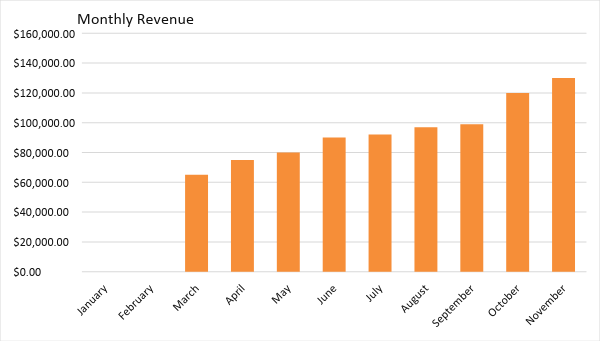 Monthly Revenue
$160,000.00
$140,000.00
$120,000.00
$100,000.00
$80,000.00
$60,000.00
$40,000.00
$20,000.00
$0.00
January
February
March
April
May
June
July
August
September
October
November